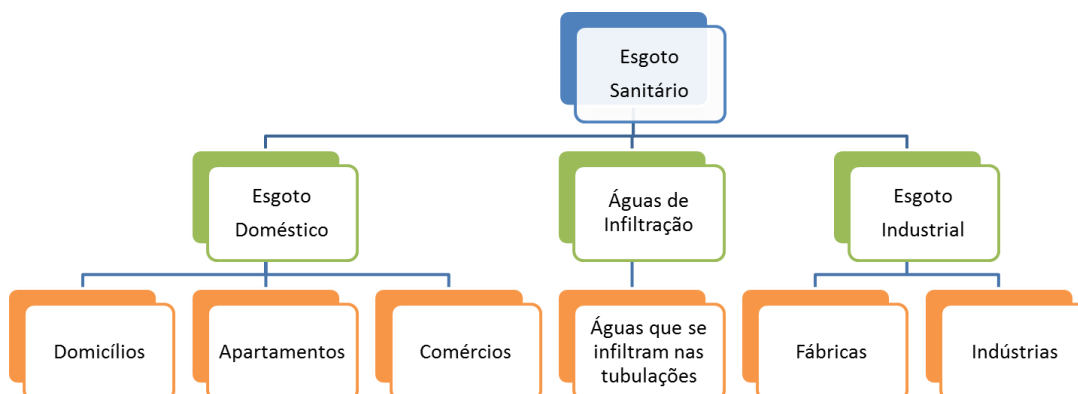 Esgoto
Sanitário
Esgoto
Doméstico
Águas de
Infiltração
Esgoto
Industrial
Domicílios
Apartamentos
Comércios
Águas que se
infiltram nas
tubulações
Fábricas
Indústrias